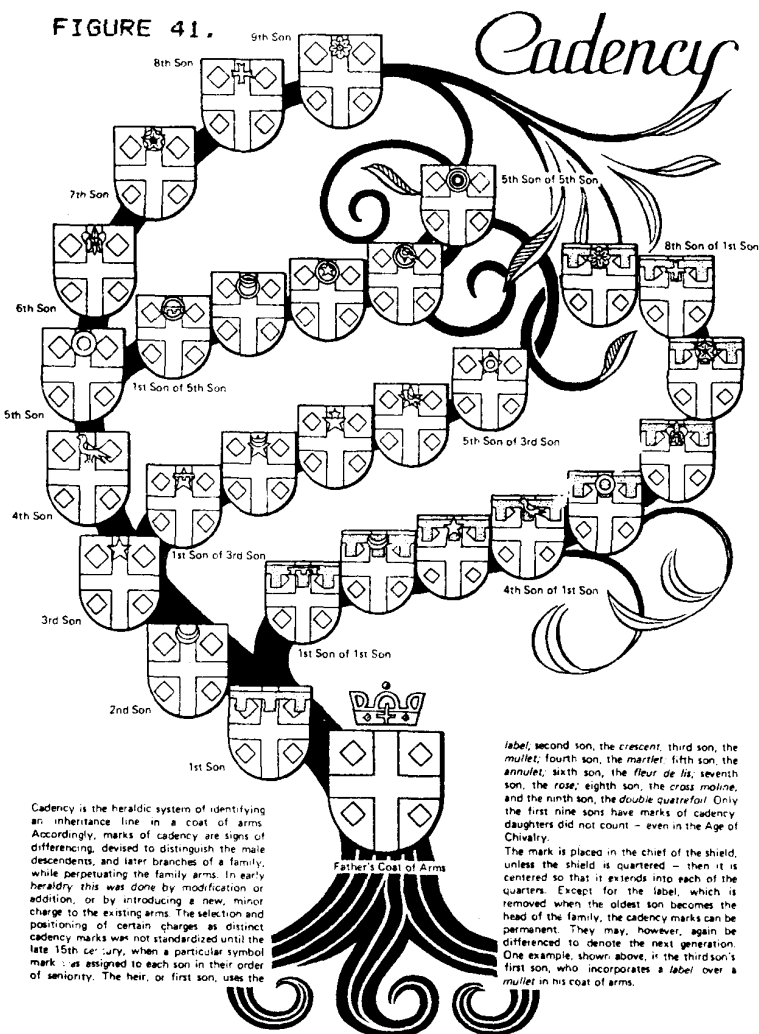 FIGURE 41.
Cadency
9th Son
8th Son
7th Son
5th Son of 5th Son
8th Son of 1st Son
6th Son
1st Son of 5th Son
5th Son
5th Son of 3rd Son
4th Son
1st Son of 3rd Son
4th Son of 1st Son
3rd Son
1st Son of 1st Son
2nd Son
1st Son
Father's Coat of Arms
Cadency is the heraldic system of identifying
an inheritance line in a coat of arms
Accordingly, marks of cadency are signs of
differencing, devised to distinguish the male
descendents, and later branches of a family,
while perpetuating the family arms. In early
heraldry this was done by modification or
addition, or by introducing a new, minor
charge to the existing arms. The selection and
positioning of certain charges as distinct
cadency marks was not standardized until the
late 15th century, when a particular symbol
mark was assigned to each son in their order
of seniority. The heir, or first son, uses the
label; second son, the crescent, third son, the
mullet; fourth son, the martlet; fifth son, the
annulet; sixth son, the fleur de lis; seventh
son, the rose; eighth son, the cross moline,
and the ninth son, the double quatrefoil Only
the first nine sons have marks of cadency
daughters did not count – even in the Age of
Chivalry.
The mark is placed in the chief of the shield,
unless the shield is quartered – then it is
centered so that it extends into each of the
quarters. Except for the label, which is
removed when the oldest son becomes the
head of the family, the cadency marks can be
permanent. They may, however, again be
differenced to denote the next generation.
One example, shown above, is the third son's
first son, who incorporates a label over a
mullet in his coat of arms.